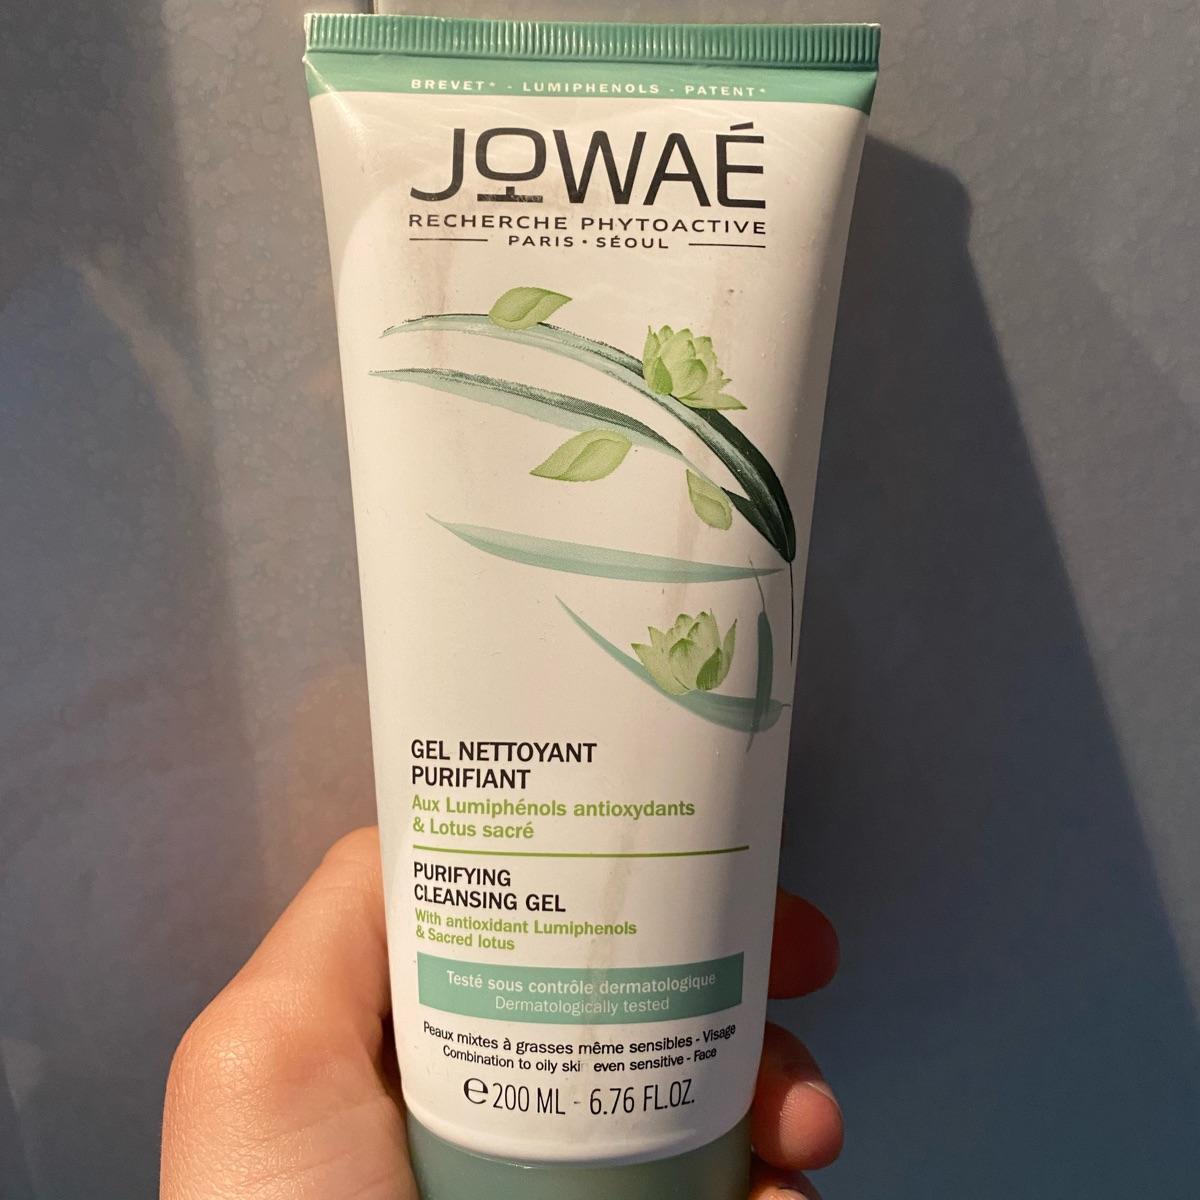 BREVET* - LUMIPHENOLS - PATENT*
JOWAÉ
RECHERCHE PHYTOACTIVE
PARIS • SÉOUL
GEL NETTOYANT
PURIFIANT
Aux Lumiphénols antioxydants
& Lotus sacré
PURIFYING
CLEANSING GEL
With antioxidant Lumiphenols
& Sacred lotus
Testé sous contrôle dermatologique
Dermatologically tested
Peaux mixtes à grasses même sensibles - Visage
Combination to oily ski even sensitive - Face
℮ 200 ML - 6.76 FL.OZ.